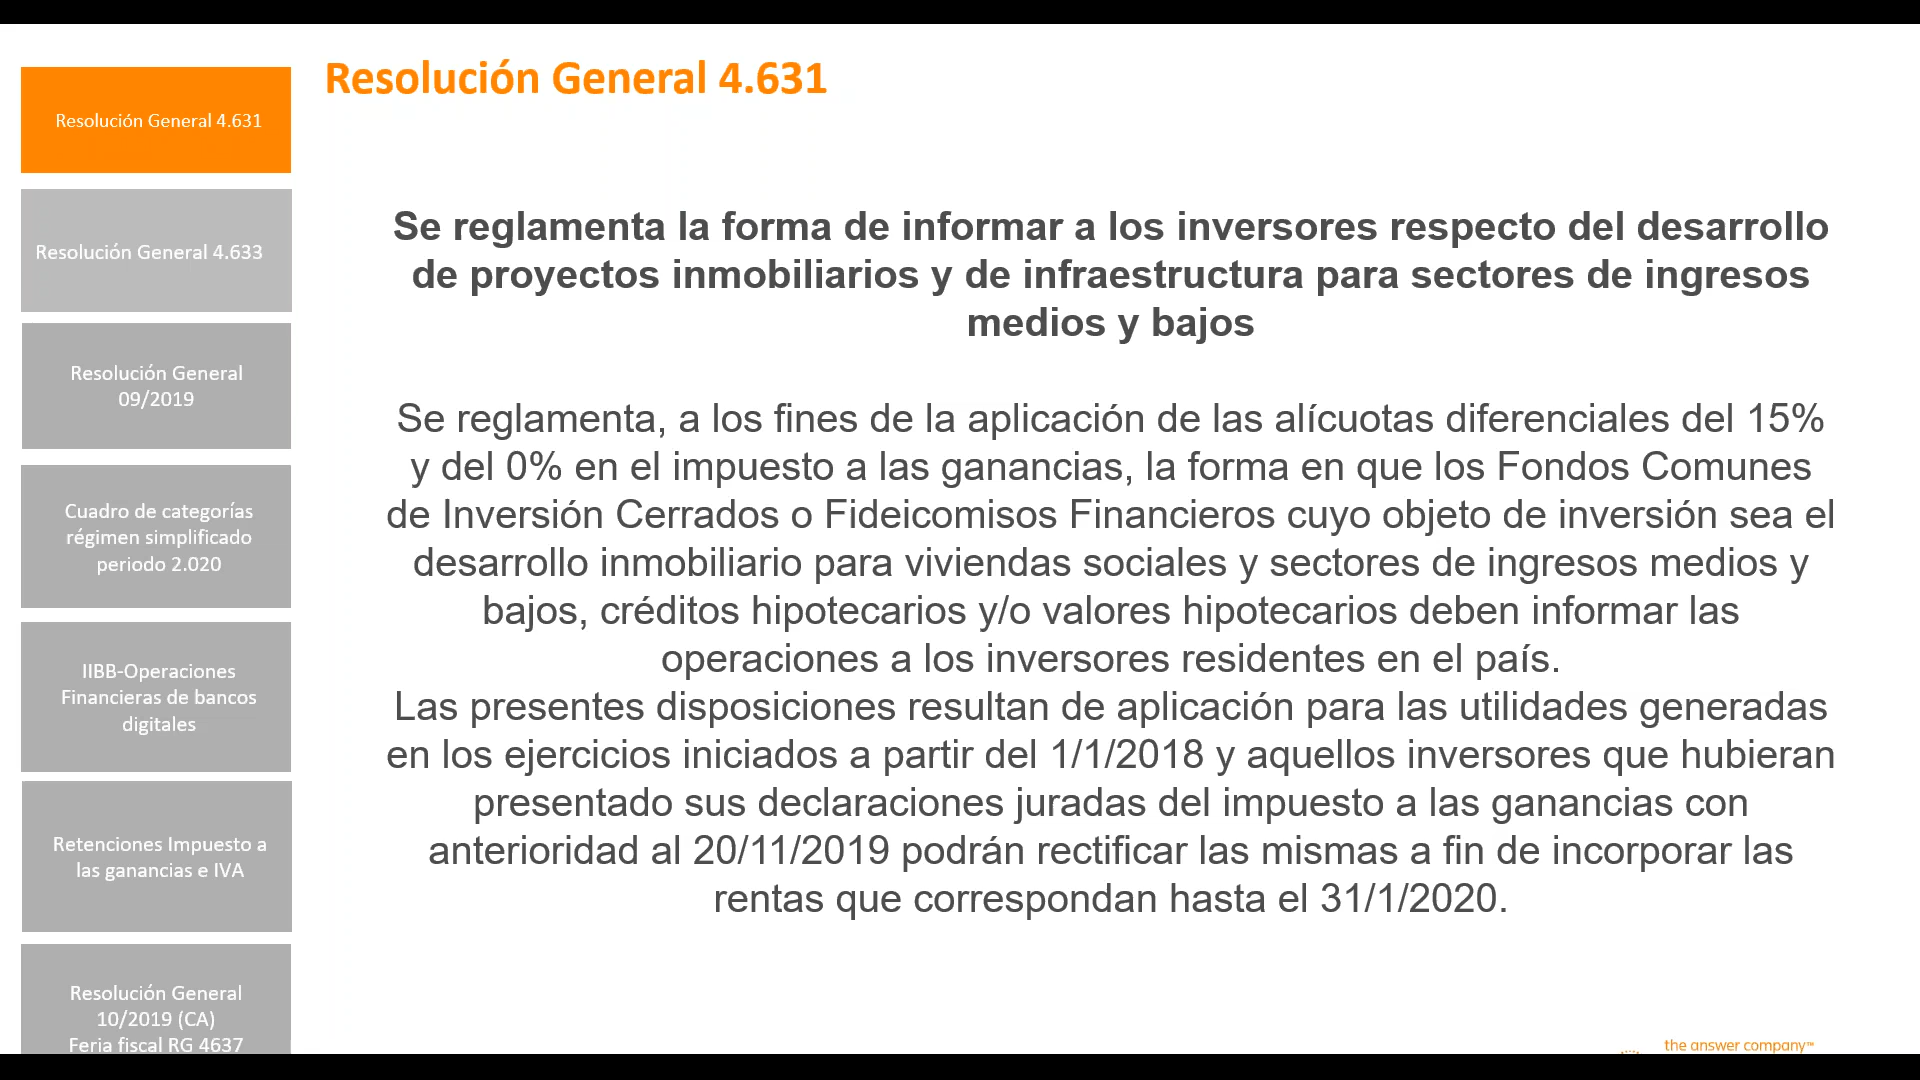 Resolución General 4.631
Resolución General 4.633
Resolución General
09/2019
Cuadro de categorías
régimen simplificado
periodo 2.020
IIBB-Operaciones
Financieras de bancos
digitales
Retenciones Impuesto a
las ganancias e IVA
Resolución General
10/2019 (CA)
Feria fiscal RG 4637
Resolución General 4.631
Se reglamenta la forma de informar a los inversores respecto del desarrollo
de proyectos inmobiliarios y de infraestructura para sectores de ingresos
medios y bajos
Se reglamenta, a los fines de la aplicación de las alícuotas diferenciales del 15%
y del 0% en el impuesto a las ganancias, la forma en que los Fondos Comunes
de Inversión Cerrados o Fideicomisos Financieros cuyo objeto de inversión sea el
desarrollo inmobiliario para viviendas sociales y sectores de ingresos medios y
bajos, créditos hipotecarios y/o valores hipotecarios deben informar las
operaciones a los inversores residentes en el país.
Las presentes disposiciones resultan de aplicación para las utilidades generadas
en los ejercicios iniciados a partir del 1/1/2018 y aquellos inversores que hubieran
presentado sus declaraciones juradas del impuesto a las ganancias con
anterioridad al 20/11/2019 podrán rectificar las mismas a fin de incorporar las
rentas que correspondan hasta el 31/1/2020.
the answer company™